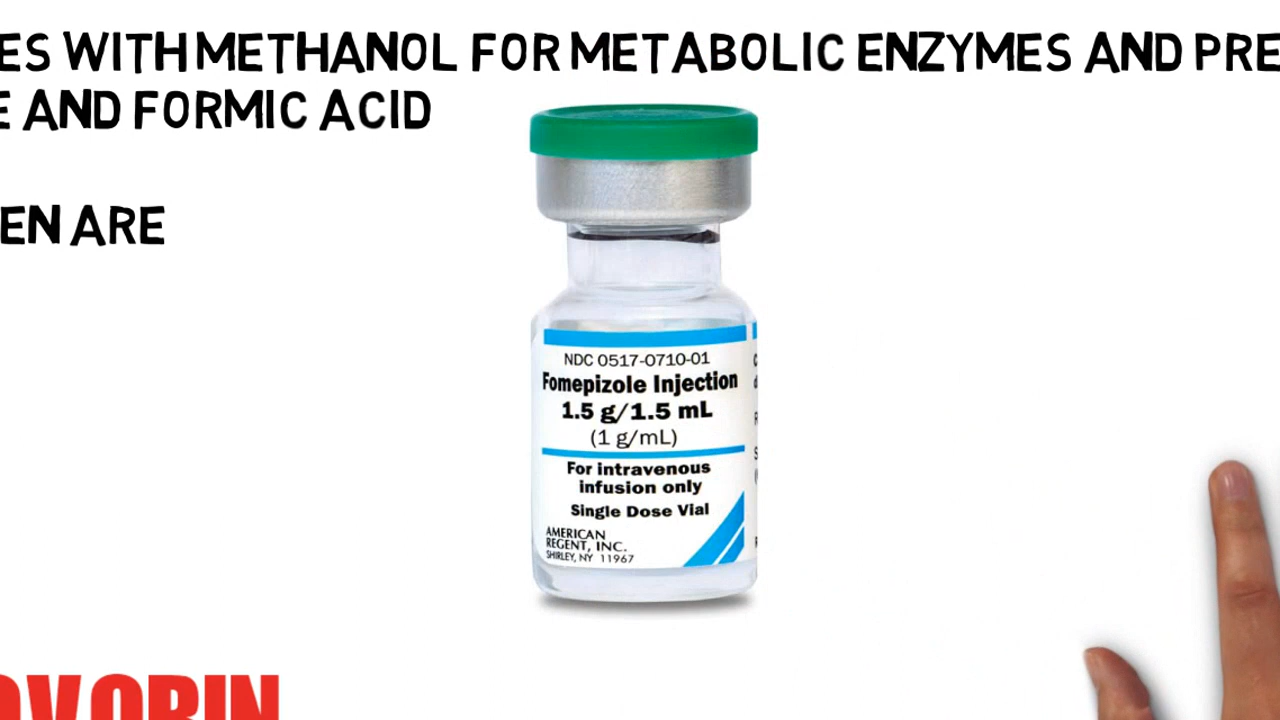 ES WITH METHANOL FOR METABOLIC ENZYMES AND PRE
E AND FORMIC ACID
EN ARE
NDC 0517-0710-01
Fomepizole Injection
1.5 g/1.5 mL
(1 g/mL)
For intravenous
infusion only
Single Dose Vial
AMERICAN
REGENT, INC.
SHIRLEY, NY 11967
OVORIN